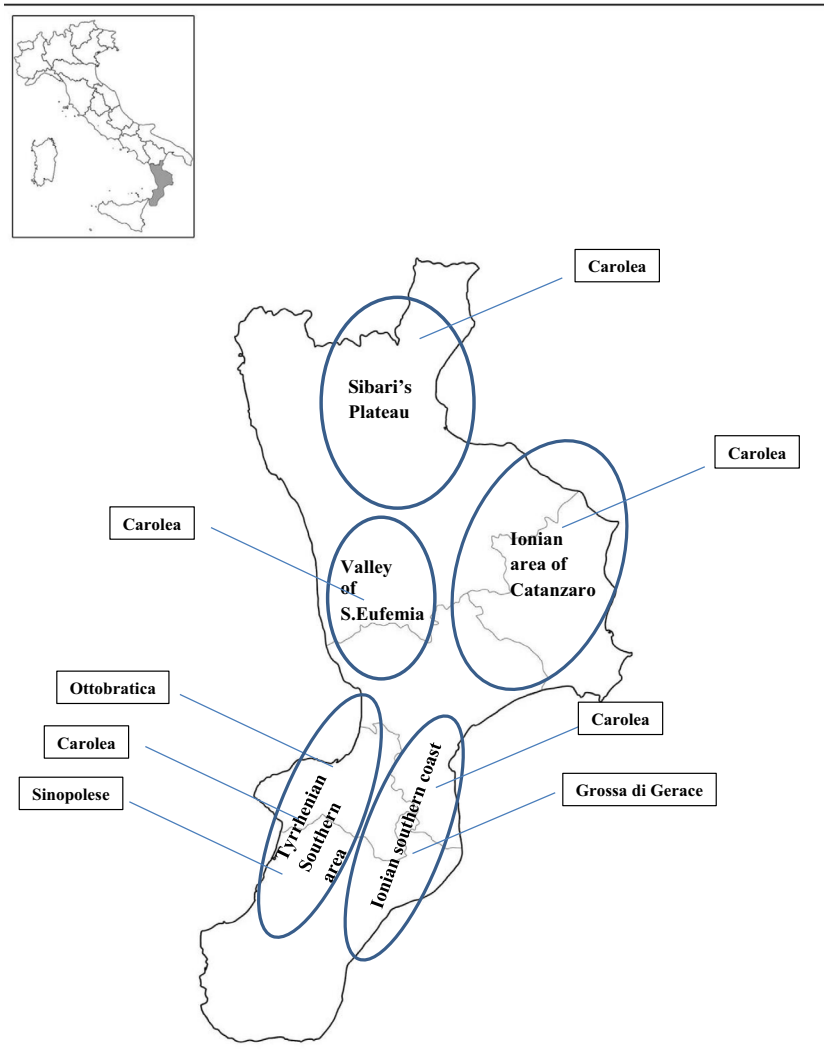 Carolea
Sibari's
Plateau
Carolea
Carolea
Ionian
area of
Catanzaro
Valley
of
S.Eufemia
Ottobratica
Carolea
Carolea
Sinopolese
Grossa di Gerace
Tyrrhenian
Southern
area
Ionian southern coast